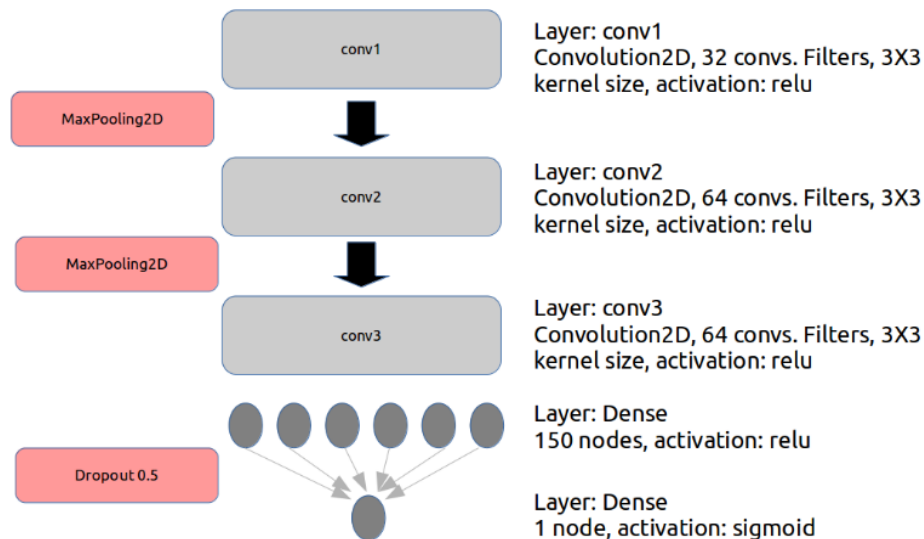 conv1
Layer: conv1
Convolution2D, 32 convs. Filters, 3X3
kernel size, activation: relu
MaxPooling2D
conv2
Layer: conv2
Convolution2D, 64 convs. Filters, 3X3
kernel size, activation: relu
MaxPooling2D
conv3
Layer: conv3
Convolution2D, 64 convs. Filters, 3X3
kernel size, activation: relu
Layer: Dense
150 nodes, activation: relu
Dropout 0.5
Layer: Dense
1 node, activation: sigmoid